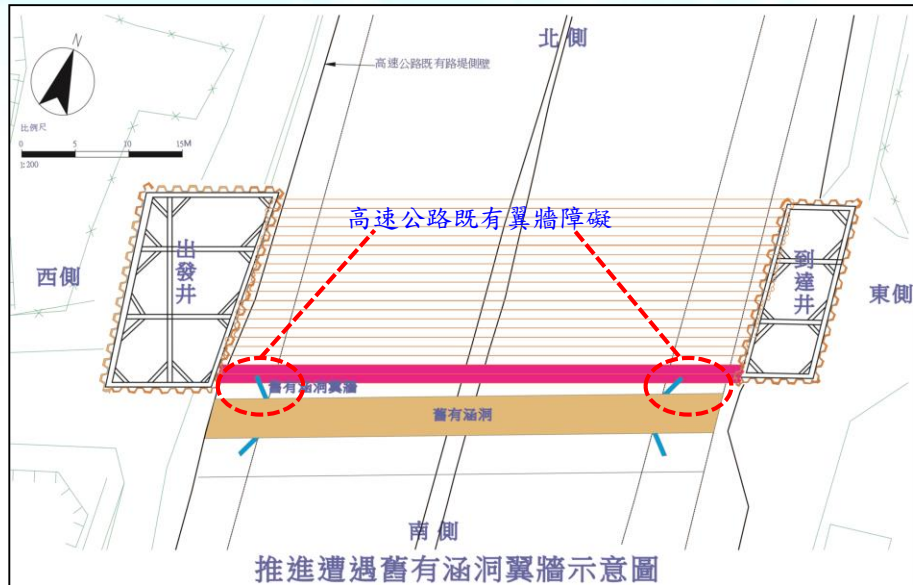 北側
N
高速公路既有路堤側壁
比例尺
0 5 10 15M
1:200
高速公路既有翼牆障礙
出發井
到達井
西側
東側
舊有涵洞翼牆
舊有涵洞
南側
推進遭遇舊有涵洞翼牆示意圖